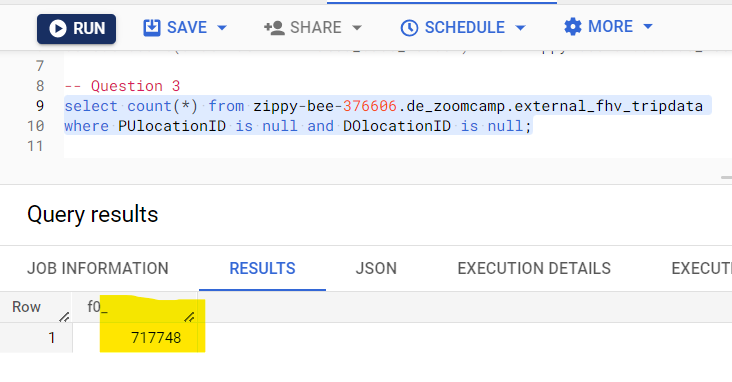 RUN SAVE SHARE SCHEDULE MORE
7
8 -- Question 3
9 select count(*) from zippy-bee-376606.de_zoomcamp.external_fhv_tripdata
10 where PUlocationID is null and DOlocationID is null;
11
Query results
JOB INFORMATION RESULTS JSON EXECUTION DETAILS EXECUTI
Row f0_
1 717748